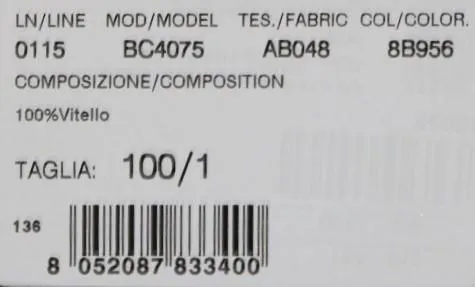 LN/LINE MOD/MODEL TES./FABRIC COL/COLOR.
0115 BC4075 AB048 8B956
COMPOSIZIONE/COMPOSITION
100%Vitello
TAGLIA: 100/1
136
8 052087 833400